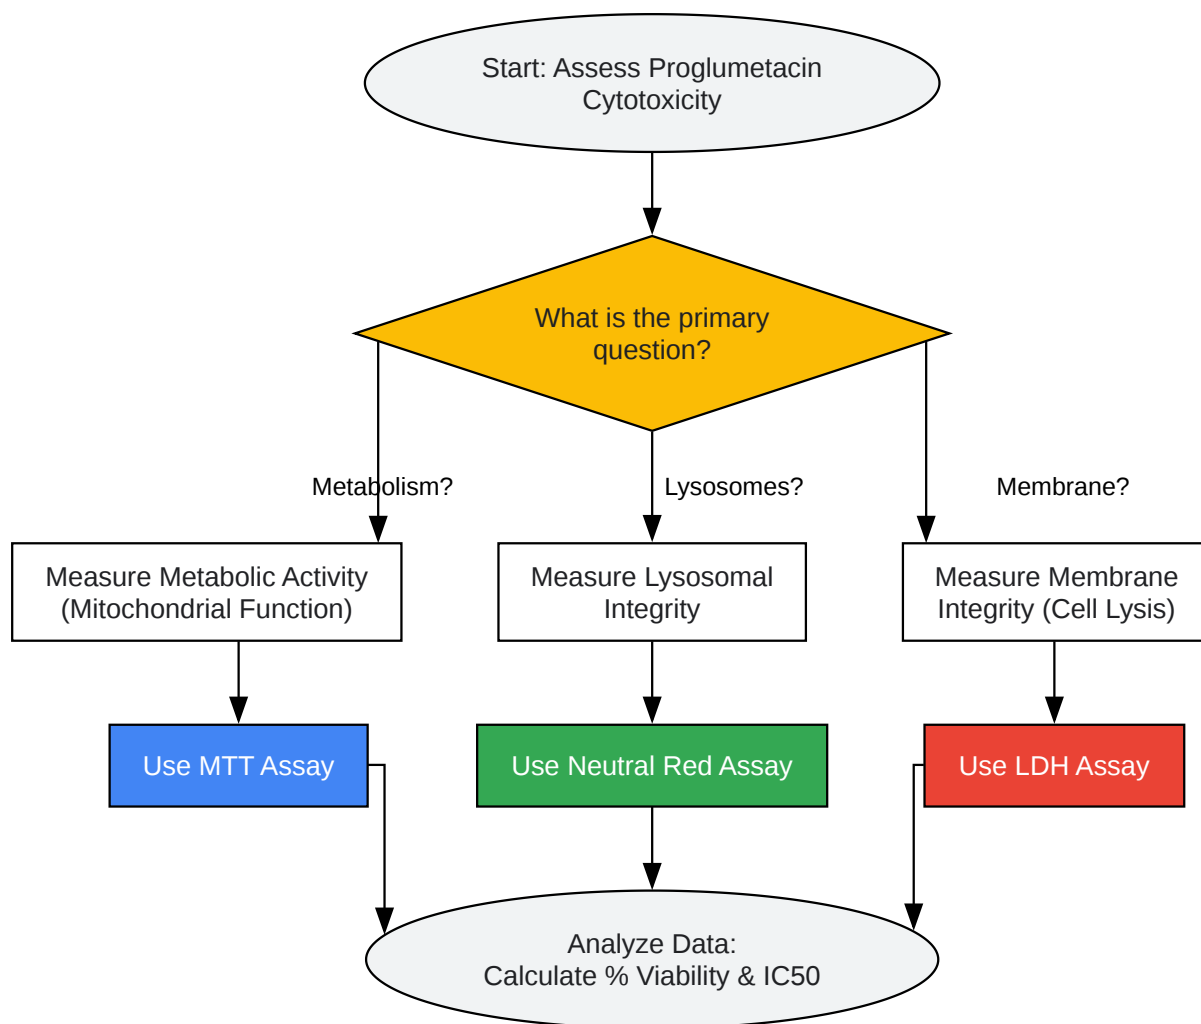 Start: Assess Proglumetacin
Cytotoxicity
What is the primary
question?
Metabolism?
Lysosomes?
Membrane?
Measure Metabolic Activity
(Mitochondrial Function)
Measure Lysosomal
Integrity
Measure Membrane
Integrity (Cell Lysis)
Use MTT Assay
Use Neutral Red Assay
Use LDH Assay
Analyze Data:
Calculate % Viability & IC50